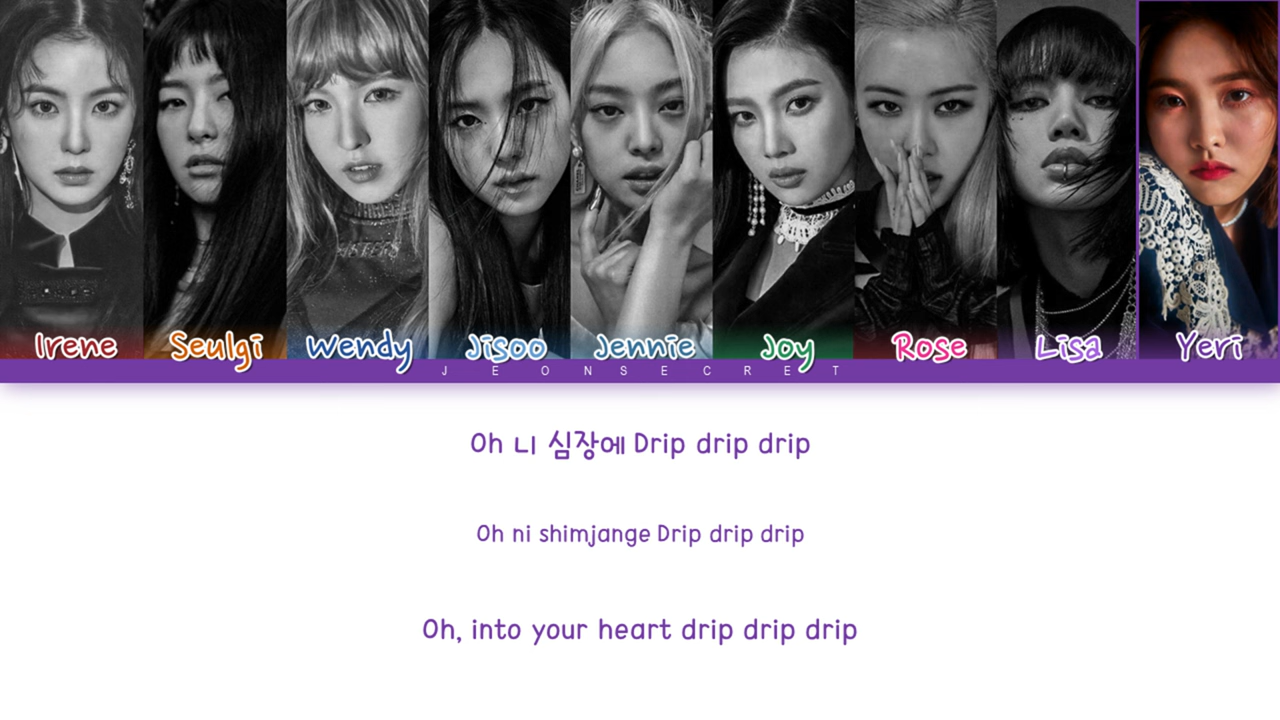 Irene Seulgi Wendy Jisoo Jennie Joy Rose Lisa Yeri
JEONSECRET
Oh 니 심장에 Drip drip drip
Oh ni shimjange Drip drip drip
Oh, into your heart drip drip drip